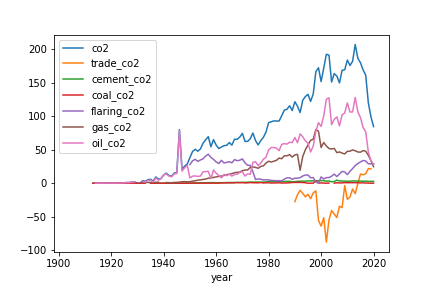 co2
trade_co2
cement_co2
coal_co2
flaring_co2
gas_co2
oil_co2
200
150
100
50
0
−50
−100
1900 1920 1940 1960 1980 2000 2020
year